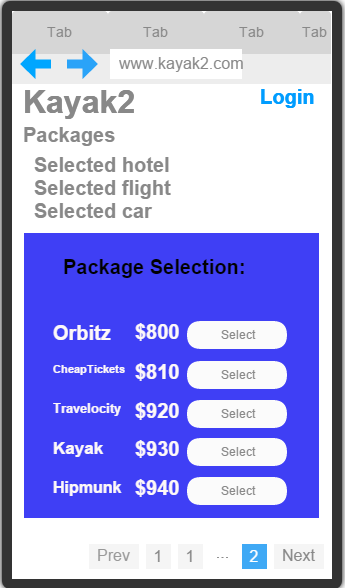 Tab Tab Tab Tab
www.kayak2.com
Kayak2 Login
Packages
Selected hotel
Selected flight
Selected car
Package Selection:
Orbitz $800 Select
CheapTickets $810 Select
Travelocity $920 Select
Kayak $930 Select
Hipmunk $940 Select
Prev 1 1 ... 2 Next